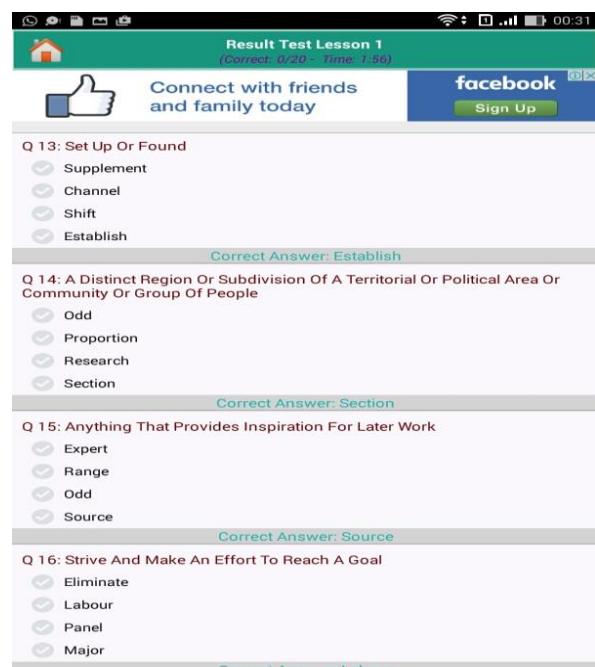 1 00:31
Result Test Lesson 1
(Correct: 0/20 - Time: 1:56)
Connect with friends
and family today
facebook
Sign Up
Q 13: Set Up Or Found
Supplement
Channel
Shift
Establish
Correct Answer: Establish
Q 14: A Distinct Region Or Subdivision Of A Territorial Or Political Area Or
Community Or Group Of People
Odd
Proportion
Research
Section
Correct Answer: Section
Q 15: Anything That Provides Inspiration For Later Work
Expert
Range
Odd
Source
Correct Answer: Source
Q 16: Strive And Make An Effort To Reach A Goal
Eliminate
Labour
Panel
Major